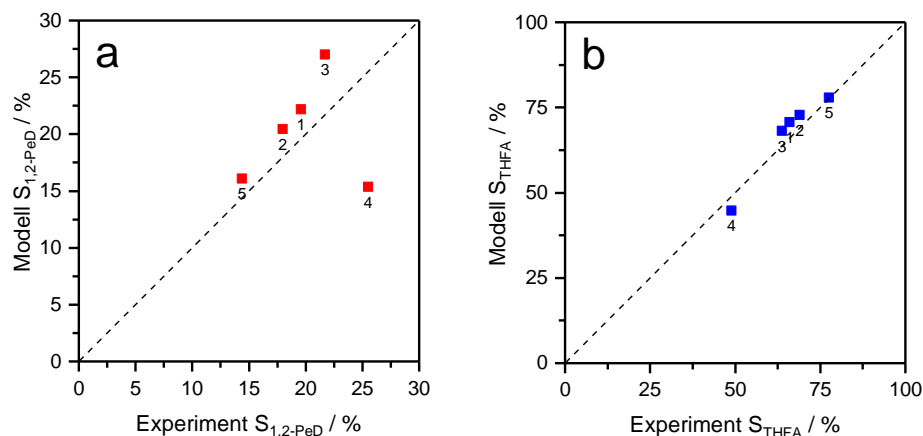 a
30
25
20
15
10
5
0
Modell S1,2-PeD / %
3
1
2
5
4
0 5 10 15 20 25 30
Experiment S1,2-PeD / %
b
100
75
50
25
0
Modell STHFA / %
5
2
1
3
4
0 25 50 75 100
Experiment STHFA / %